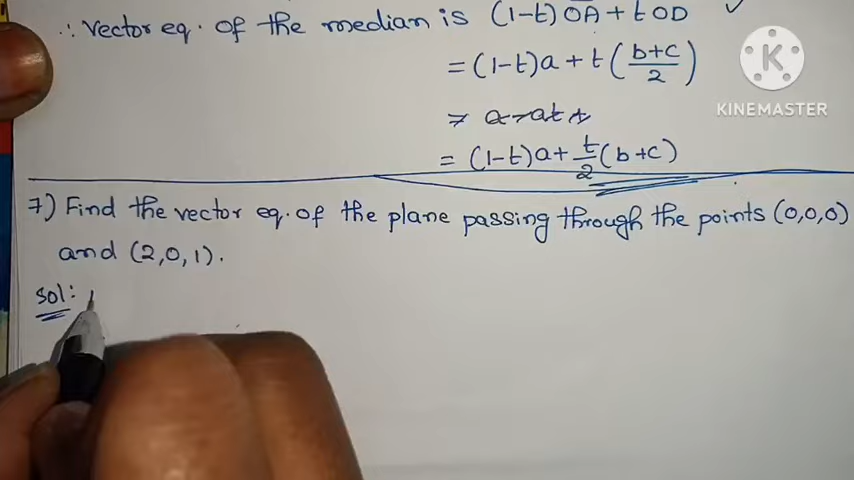 ∴ Vector eq. of the median is (1-t) OA + t OD ✓
= (1-t)a + t (b+c/2)
= (1-t)a + t/2 (b+c)
7) Find the vector eq. of the plane passing through the points (0,0,0)
and (2,0,1).
Sol:
KINEMASTER